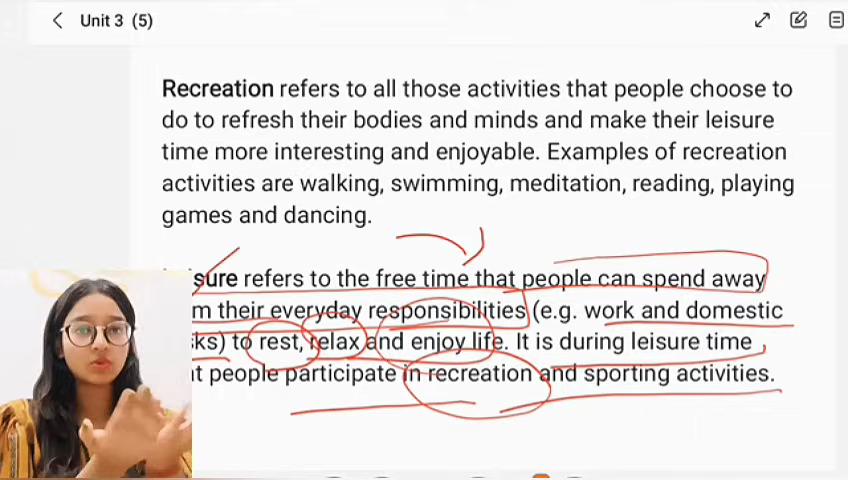 Unit 3 (5)
Recreation refers to all those activities that people choose to
do to refresh their bodies and minds and make their leisure
time more interesting and enjoyable. Examples of recreation
activities are walking, swimming, meditation, reading, playing
games and dancing.
sure refers to the free time that people can spend away
m their everyday responsibilities (e.g. work and domestic
ks) to rest, relax and enjoy life. It is during leisure time
t people participate in recreation and sporting activities.